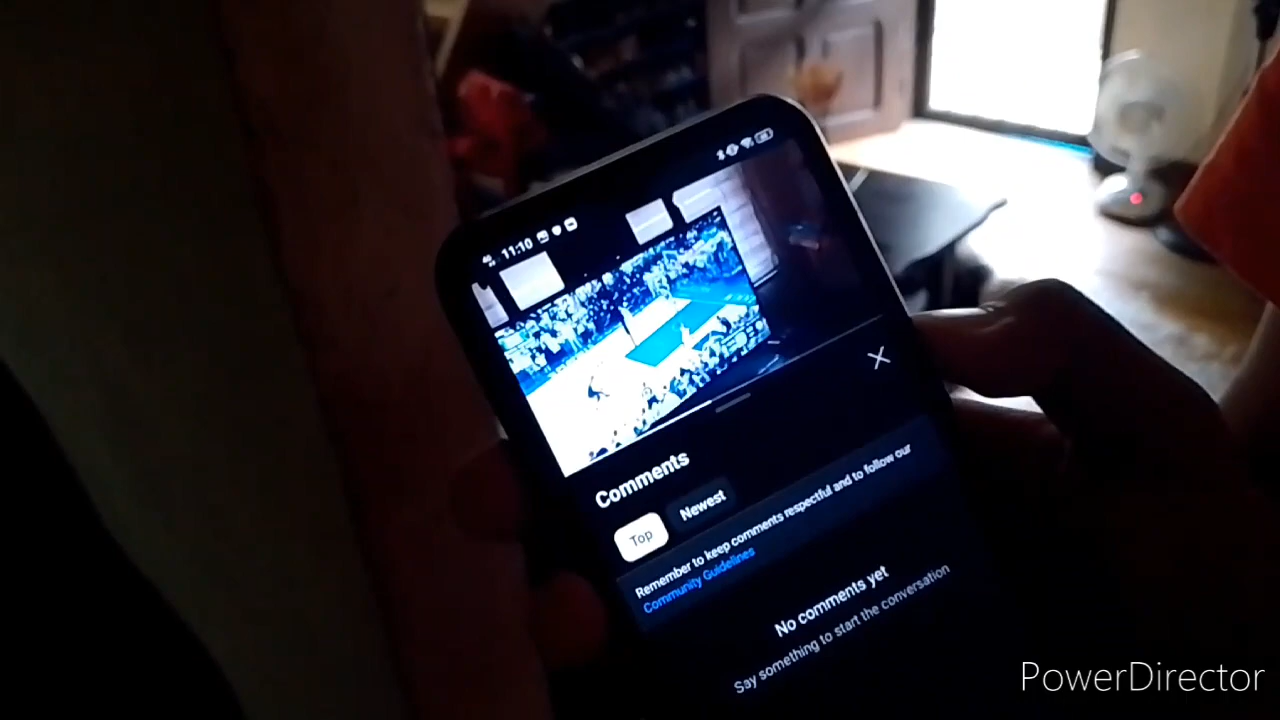 11:10
Comments
Top
Newest
Remember to keep comments respectful and to follow our
Community Guidelines
No comments yet
Say something to start the conversation
PowerDirector